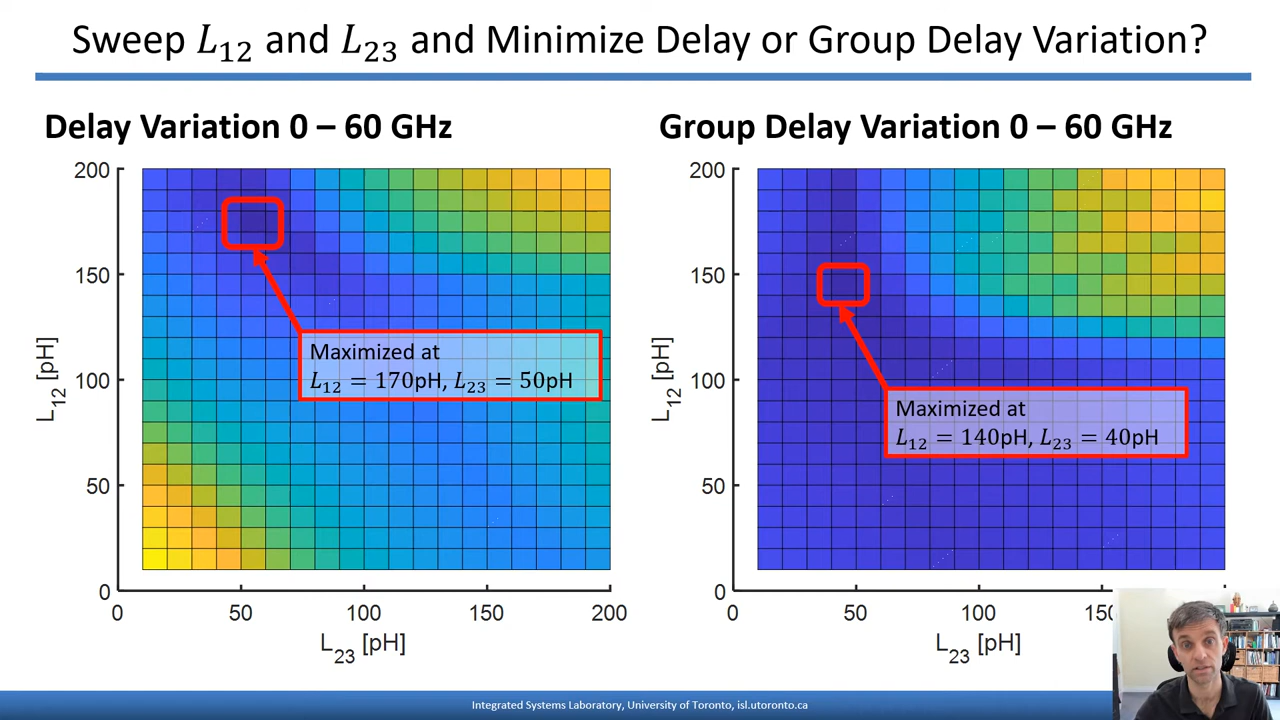 Sweep L12 and L23 and Minimize Delay or Group Delay Variation?
Delay Variation 0 – 60 GHz
200
150
100
50
0
L12 [pH]
0 50 100 150 200
L23 [pH]
Maximized at
L12 = 170pH, L23 = 50pH
Group Delay Variation 0 – 60 GHz
200
150
100
50
0
L12 [pH]
0 50 100
L23 [pH]
Maximized at
L12 = 140pH, L23 = 40pH
Integrated Systems Laboratory, University of Toronto, isl.utoronto.ca